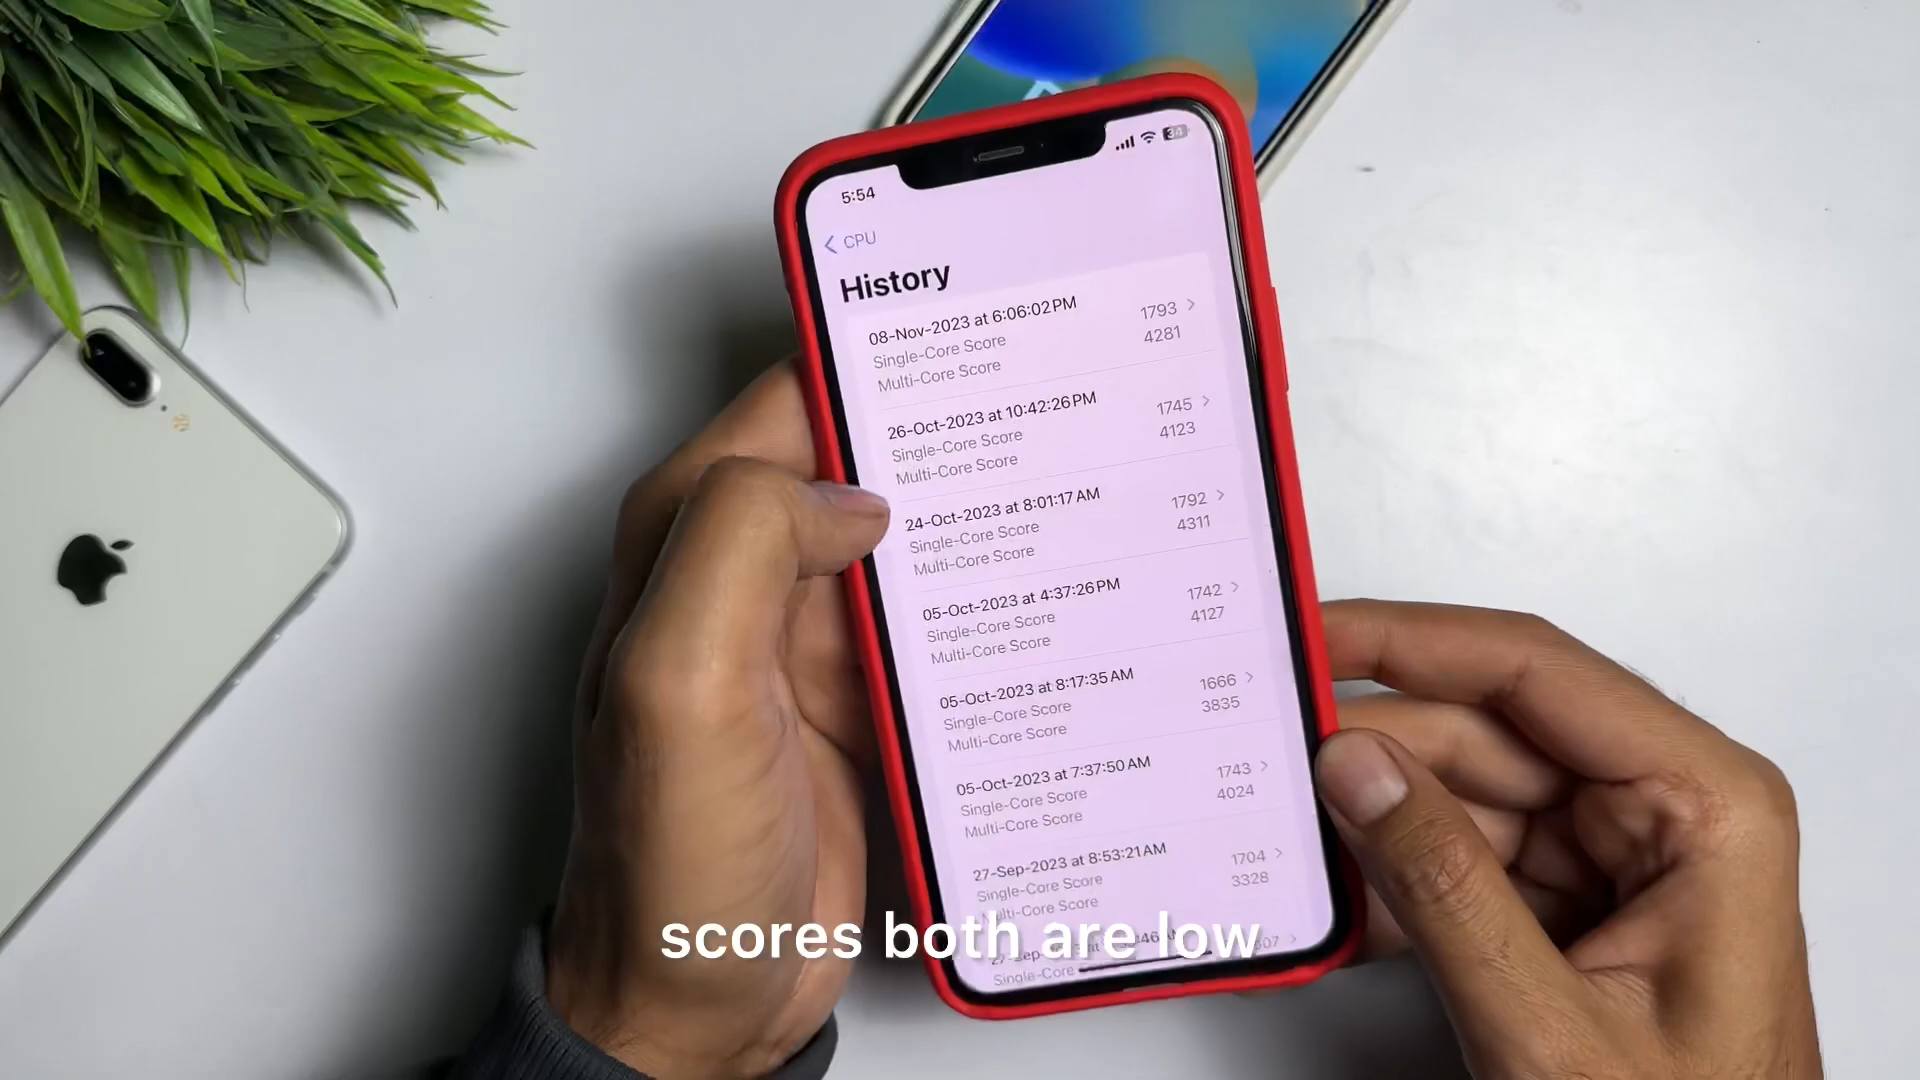 5:54
34
CPU
History
08-Nov-2023 at 6:06:02 PM
Single-Core Score 1793
Multi-Core Score 4281
26-Oct-2023 at 10:42:26 PM
Single-Core Score 1745
Multi-Core Score 4123
24-Oct-2023 at 8:01:17 AM
Single-Core Score 1792
Multi-Core Score 4311
05-Oct-2023 at 4:37:26 PM
Single-Core Score 1742
Multi-Core Score 4127
05-Oct-2023 at 8:17:35 AM
Single-Core Score 1666
Multi-Core Score 3835
05-Oct-2023 at 7:37:50 AM
Single-Core Score 1743
Multi-Core Score 4024
27-Sep-2023 at 8:53:21 AM
Single-Core Score 1704
Multi-Core Score 3328
Single-Core
scores both are low